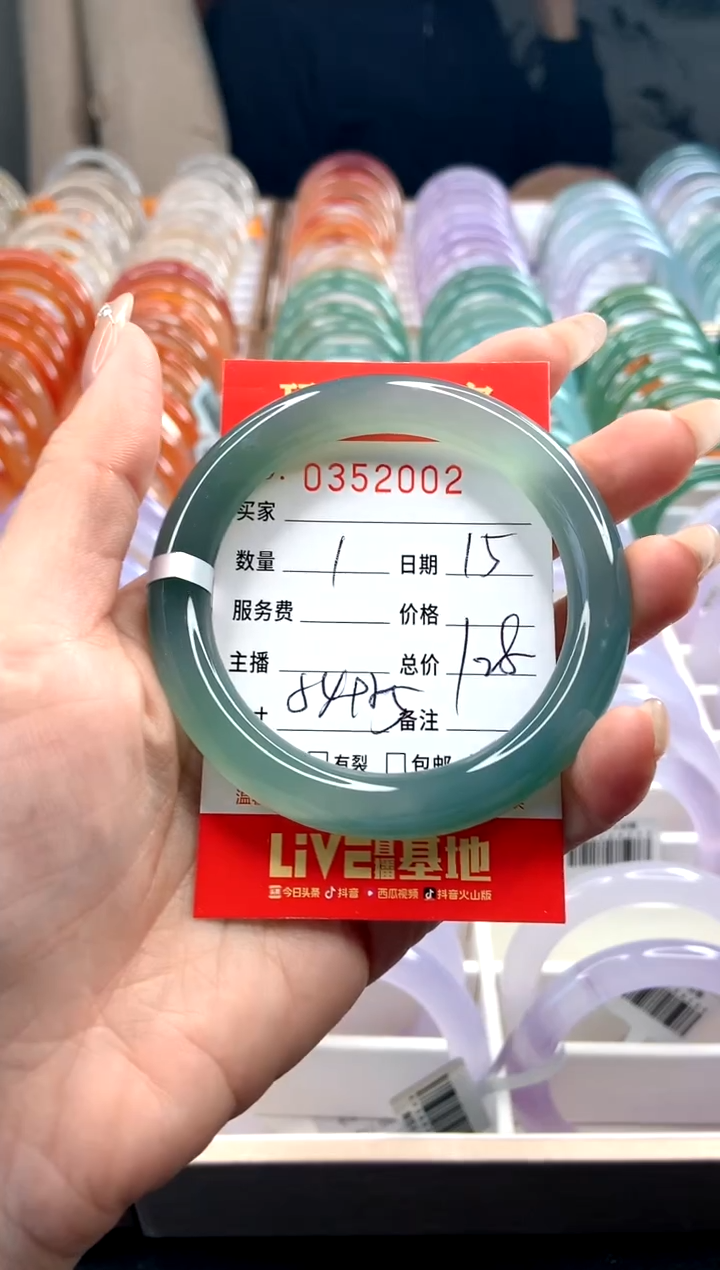 0352002
买家
数量 1 日期 15
服务费 价格
主播 总价 128
备注
有裂 包邮
LiVE直播基地
今日头条 抖音 西瓜视频 抖音火山版